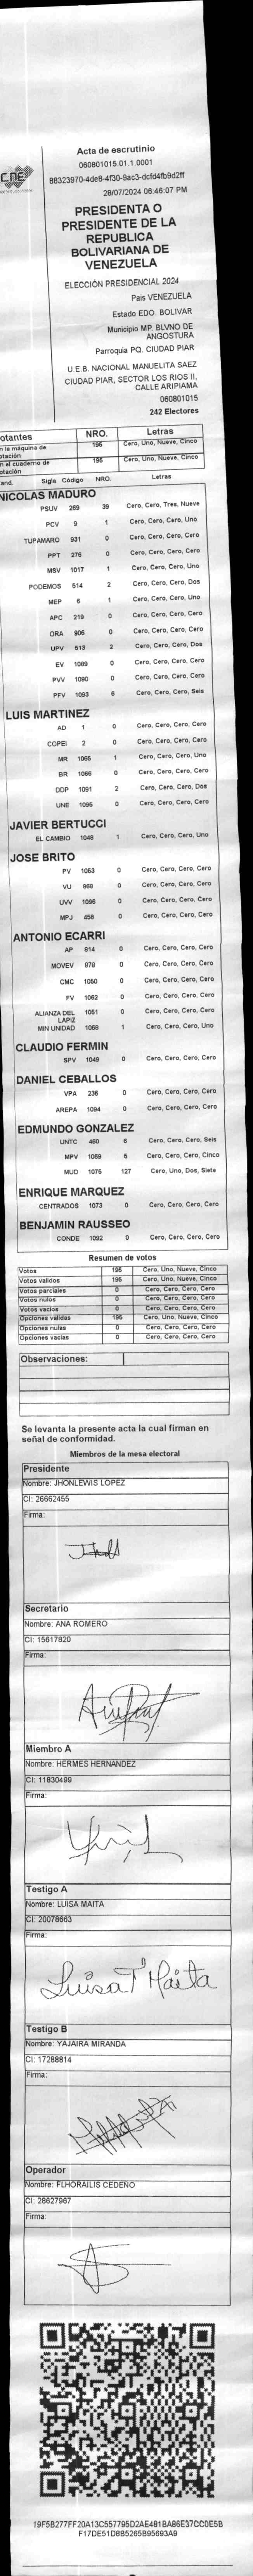 Acta de escrutinio
060801015.01.1.0001
88323970-4de8-4f30-9ac3-dcfd4fb9d2ff
28/07/2024 06:46:07 PM
CNE
PRESIDENTA O
PRESIDENTE DE LA
REPUBLICA
BOLIVARIANA DE
VENEZUELA
ELECCIÓN PRESIDENCIAL 2024
País VENEZUELA
Estado EDO. BOLIVAR
Municipio MP. BLVNO DE
ANGOSTURA
Parroquia PQ. CIUDAD PIAR
U.E.B. NACIONAL MANUELITA SAEZ
CIUDAD PIAR, SECTOR LOS RIOS II,
CALLE ARIPIAMA
060801015
242 Electores
otantes NRO. Letras
n la máquina de
otación 195 Cero, Uno, Nueve, Cinco
n el cuaderno de
otación 195 Cero, Uno, Nueve, Cinco
and. Sigla Código NRO. Letras
NICOLAS MADURO
PSUV 269 39 Cero, Cero, Tres, Nueve
PCV 9 1 Cero, Cero, Cero, Uno
TUPAMARO 931 0 Cero, Cero, Cero, Cero
PPT 276 0 Cero, Cero, Cero, Cero
MSV 1017 1 Cero, Cero, Cero, Uno
PODEMOS 514 2 Cero, Cero, Cero, Dos
MEP 6 1 Cero, Cero, Cero, Uno
APC 219 0 Cero, Cero, Cero, Cero
ORA 906 0 Cero, Cero, Cero, Cero
UPV 513 2 Cero, Cero, Cero, Dos
EV 1089 0 Cero, Cero, Cero, Cero
PVV 1090 0 Cero, Cero, Cero, Cero
PFV 1093 6 Cero, Cero, Cero, Seis
LUIS MARTINEZ
AD 1 0 Cero, Cero, Cero, Cero
COPEI 2 0 Cero, Cero, Cero, Cero
MR 1065 1 Cero, Cero, Cero, Uno
BR 1066 0 Cero, Cero, Cero, Cero
DDP 1091 2 Cero, Cero, Cero, Dos
UNE 1095 0 Cero, Cero, Cero, Cero
JAVIER BERTUCCI
EL CAMBIO 1048 1 Cero, Cero, Cero, Uno
JOSE BRITO
PV 1053 0 Cero, Cero, Cero, Cero
VU 668 0 Cero, Cero, Cero, Cero
UVV 1096 0 Cero, Cero, Cero, Cero
MPJ 458 0 Cero, Cero, Cero, Cero
ANTONIO ECARRI
AP 814 0 Cero, Cero, Cero, Cero
MOVEV 879 0 Cero, Cero, Cero, Cero
CMC 1050 0 Cero, Cero, Cero, Cero
FV 1062 0 Cero, Cero, Cero, Cero
ALIANZA DEL
LAPIZ 1051 0 Cero, Cero, Cero, Cero
MIN UNIDAD 1068 1 Cero, Cero, Cero, Uno
CLAUDIO FERMIN
SPV 1049 0 Cero, Cero, Cero, Cero
DANIEL CEBALLOS
VPA 236 0 Cero, Cero, Cero, Cero
AREPA 1094 0 Cero, Cero, Cero, Cero
EDMUNDO GONZALEZ
UNTC 460 6 Cero, Cero, Cero, Seis
MPV 1069 5 Cero, Cero, Cero, Cinco
MUD 1075 127 Cero, Uno, Dos, Siete
ENRIQUE MARQUEZ
CENTRADOS 1073 0 Cero, Cero, Cero, Cero
BENJAMIN RAUSSEO
CONDE 1092 0 Cero, Cero, Cero, Cero
Resumen de votos
Votos 195 Cero, Uno, Nueve, Cinco
Votos válidos 195 Cero, Uno, Nueve, Cinco
Votos parciales 0 Cero, Cero, Cero, Cero
Votos nulos 0 Cero, Cero, Cero, Cero
Votos vacíos 0 Cero, Cero, Cero, Cero
Opciones válidas 195 Cero, Uno, Nueve, Cinco
Opciones nulas 0 Cero, Cero, Cero, Cero
Opciones vacías 0 Cero, Cero, Cero, Cero
Observaciones:
Se levanta la presente acta la cual firman en
señal de conformidad.
Miembros de la mesa electoral
Presidente
Nombre: JHONLEWIS LOPEZ
CI: 26662455
Firma:
Secretario
Nombre: ANA ROMERO
CI: 15617820
Firma:
Miembro A
Nombre: HERMES HERNANDEZ
CI: 11830499
Firma:
Testigo A
Nombre: LUISA MAITA
CI: 20078663
Firma:
Luisa T Maita
Testigo B
Nombre: YAJAIRA MIRANDA
CI: 17288814
Firma:
Operador
Nombre: FLHORAILIS CEDENO
CI: 28627967
Firma:
19F5B277FF20A13C557795D2AE481BA86E37CC0E5B
F17DE51D8B5265B95693A9